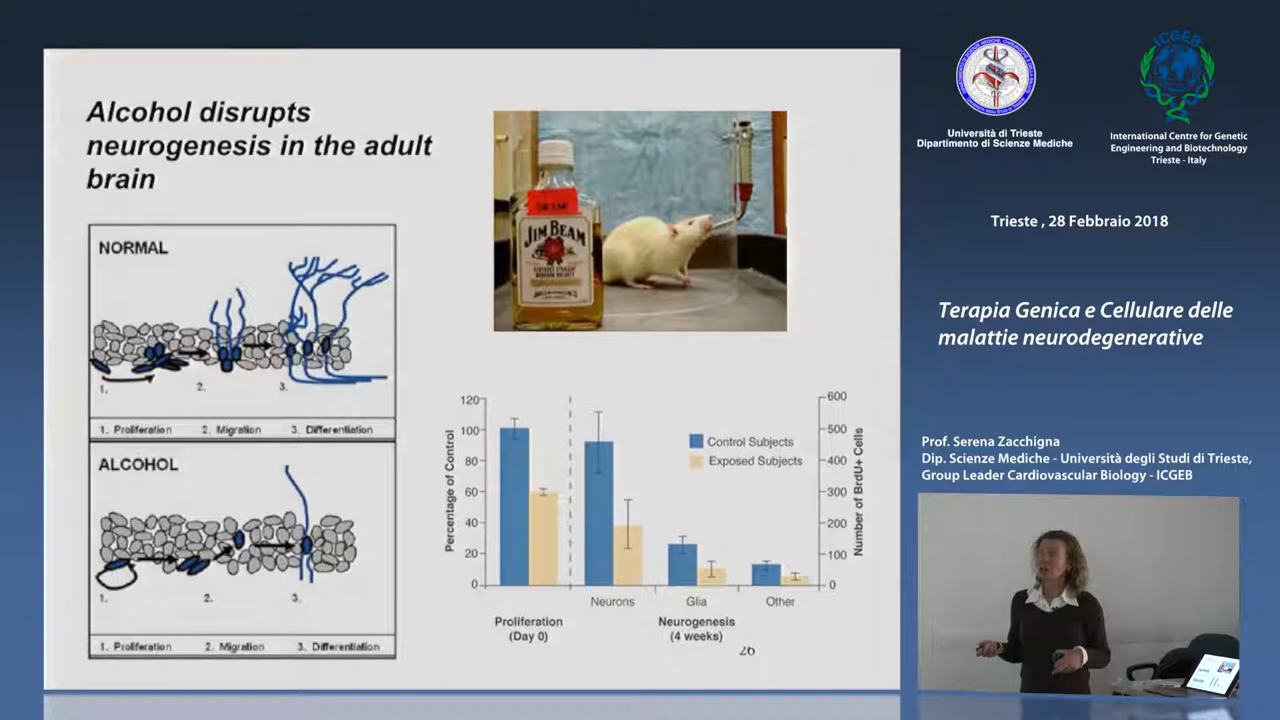 Alcohol disrupts
neurogenesis in the adult
brain
NORMAL
1.
2.
3.
1. Proliferation 2. Migration 3. Differentiation
ALCOHOL
1.
2.
3.
1. Proliferation 2. Migration 3. Differentiation
JIM BEAM
120
100
80
60
40
20
0
Percentage of Control
Control Subjects
Exposed Subjects
600
500
400
300
200
100
0
Number of BrdU+ Cells
Neurons
Glia
Other
Proliferation
(Day 0)
Neurogenesis
(4 weeks)
26
Università di Trieste
Dipartimento di Scienze Mediche
ICGEB
International Centre for Genetic
Engineering and Biotechnology
Trieste - Italy
Trieste , 28 Febbraio 2018
Terapia Genica e Cellulare delle
malattie neurodegenerative
Prof. Serena Zacchigna
Dip. Scienze Mediche - Università degli Studi di Trieste,
Group Leader Cardiovascular Biology - ICGEB